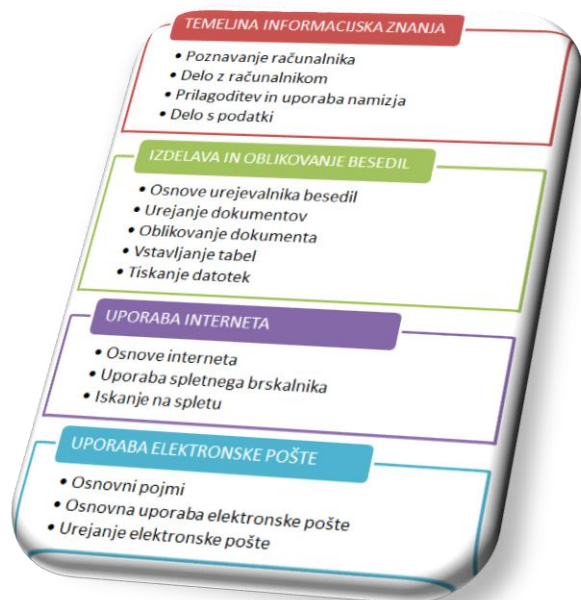 TEMELJNA INFORMACIJSKA ZNANJA
• Poznavanje računalnika
• Delo z računalnikom
• Prilagoditev in uporaba namizja
• Delo s podatki
IZDELAVA IN OBLIKOVANJE BESEDIL
• Osnove urejevalnika besedil
• Urejanje dokumentov
• Oblikovanje dokumenta
• Vstavljanje tabel
• Tiskanje datotek
UPORABA INTERNETA
• Osnove interneta
• Uporaba spletnega brskalnika
• Iskanje na spletu
UPORABA ELEKTRONSKE POŠTE
• Osnovni pojmi
• Osnovna uporaba elektronske pošte
• Urejanje elektronske pošte